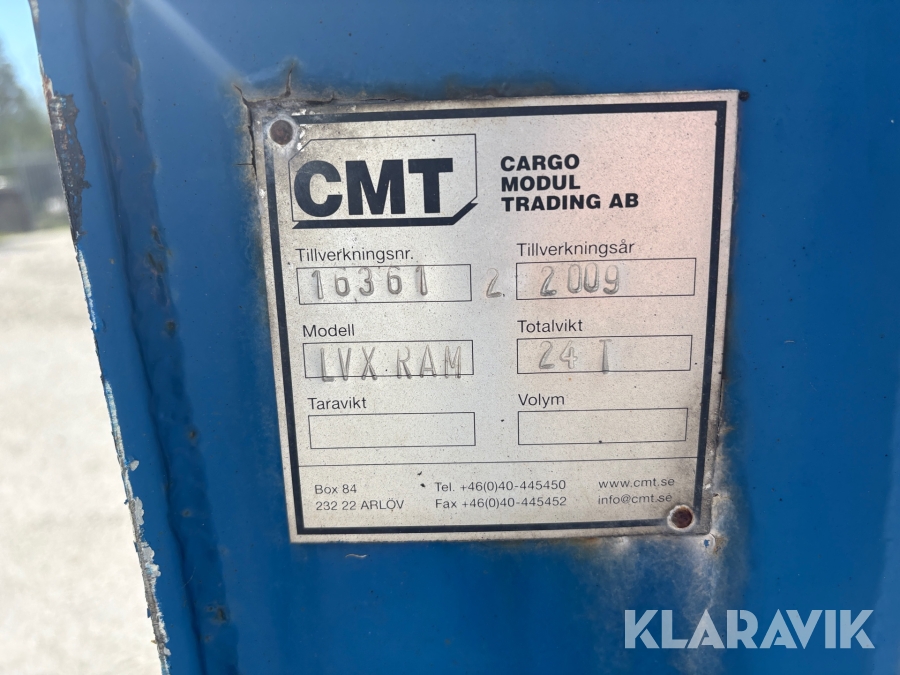 CMT
CARGO
MODUL
TRADING AB
Tillverkningsnr.
Tillverkningsår
16361 2
2009
Modell
Totalvikt
LVX RAM
24 T
Taravikt
Volym
Box 84
232 22 ARLÖV
Tel. +46(0)40-445450
Fax +46(0)40-445452
www.cmt.se
info@cmt.se
KLARAVIK